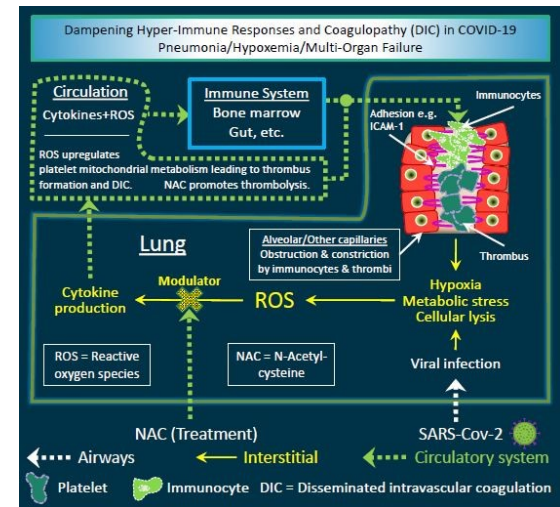 Dampening Hyper-Immune Responses and Coagulopathy (DIC) in COVID-19
Pneumonia/Hypoxemia/Multi-Organ Failure
Circulation
Cytokines+ROS
ROS upregulates
platelet mitochondrial metabolism leading to thrombus
formation and DIC. NAC promotes thrombolysis.
Immune System
Bone marrow
Gut, etc.
Immunocytes
Adhesion e.g.
ICAM-1
Thrombus
Lung
Alveolar/Other capillaries
Obstruction & constriction
by immunocytes & thrombi
Hypoxia
Metabolic stress
Cellular lysis
ROS
Modulator
Cytokine
production
Viral infection
ROS = Reactive
oxygen species
NAC = N-Acetyl-
cysteine
NAC (Treatment)
SARS-Cov-2
Airways
Interstitial
Circulatory system
Platelet
Immunocyte
DIC = Disseminated intravascular coagulation